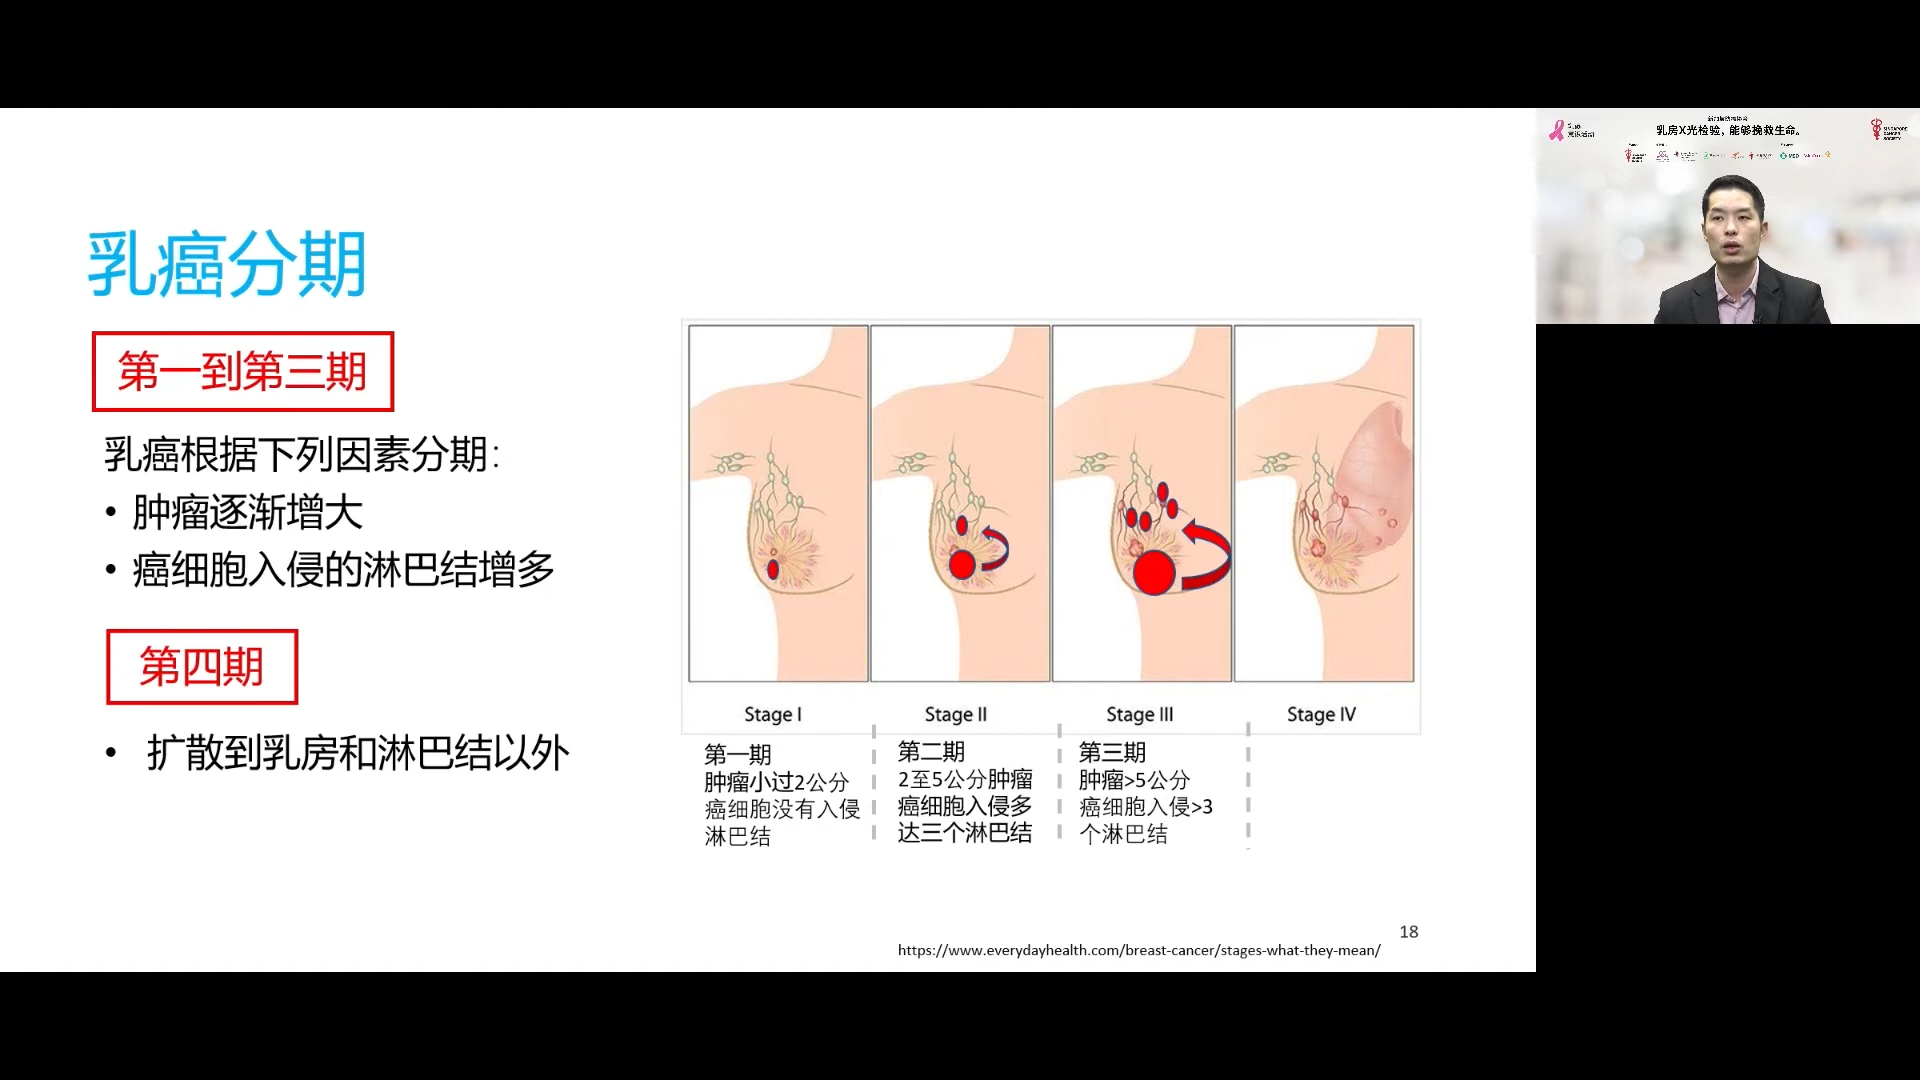 乳癌分期
第一到第三期
乳癌根据下列因素分期：
• 肿瘤逐渐增大
• 癌细胞入侵的淋巴结增多
第四期
• 扩散到乳房和淋巴结以外
Stage I
Stage II
Stage III
Stage IV
第一期
肿瘤小过2公分
癌细胞没有入侵
淋巴结
第二期
2至5公分肿瘤
癌细胞入侵多
达三个淋巴结
第三期
肿瘤>5公分
癌细胞入侵>3
个淋巴结
18
https://www.everydayhealth.com/breast-cancer/stages-what-they-mean/
乳房X光检验，能够挽救生命。
SINGAPORE
CANCER
SOCIETY
MSD